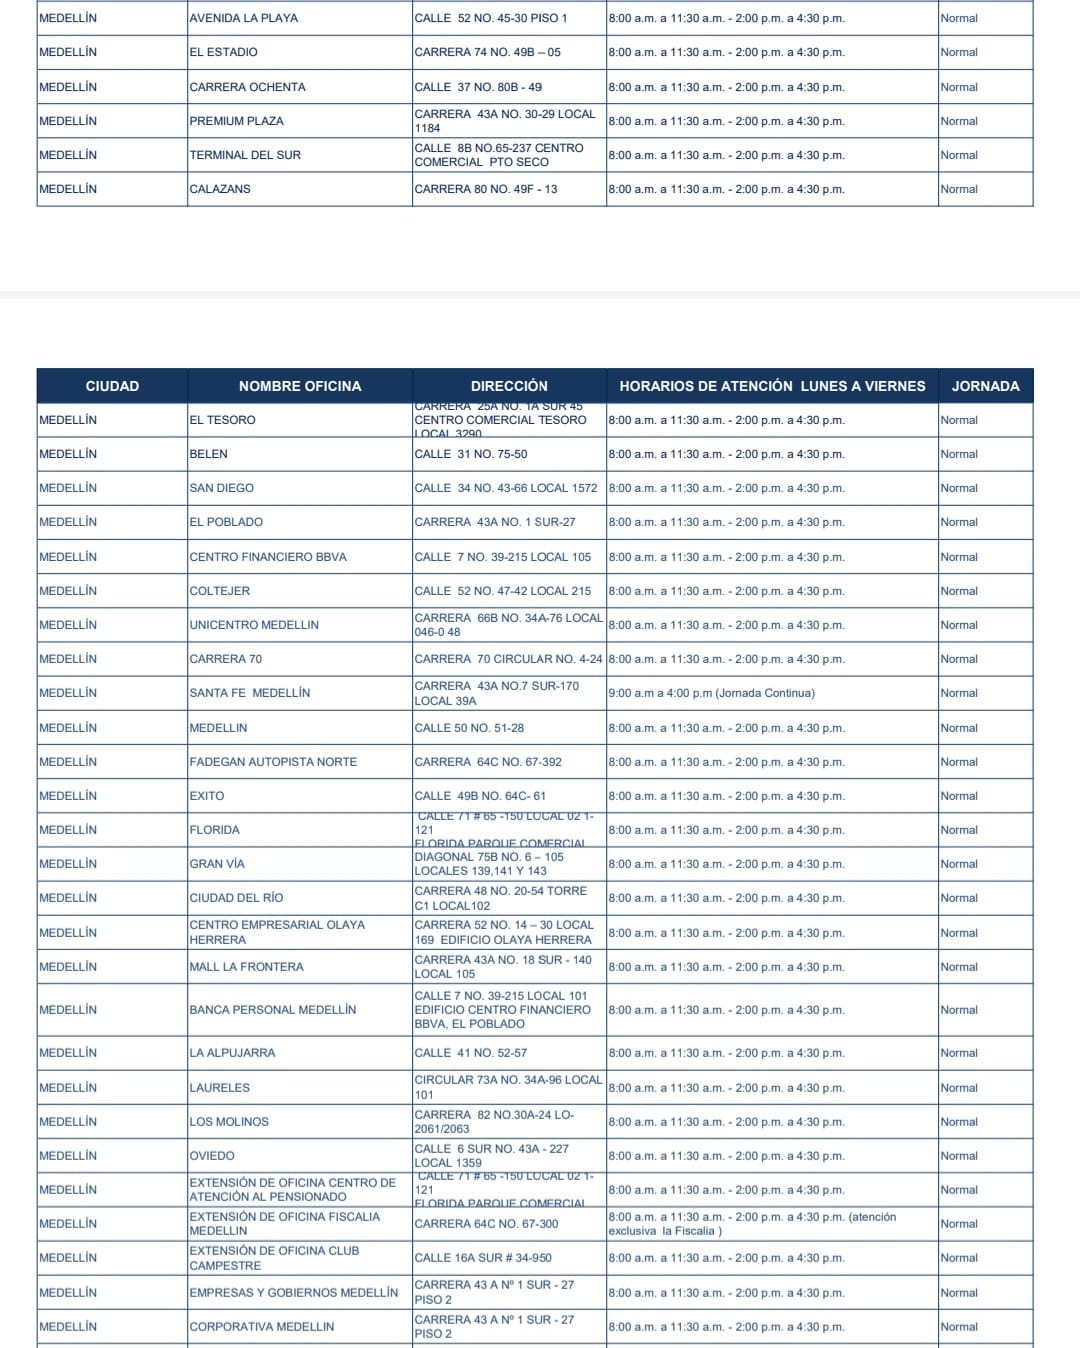 MEDELLÍN AVENIDA LA PLAYA CALLE 52 NO. 45-30 PISO 1 8:00 a.m. a 11:30 a.m. - 2:00 p.m. a 4:30 p.m. Normal
MEDELLÍN EL ESTADIO CARRERA 74 NO. 49B – 05 8:00 a.m. a 11:30 a.m. - 2:00 p.m. a 4:30 p.m. Normal
MEDELLÍN CARRERA OCHENTA CALLE 37 NO. 80B - 49 8:00 a.m. a 11:30 a.m. - 2:00 p.m. a 4:30 p.m. Normal
MEDELLÍN PREMIUM PLAZA CARRERA 43A NO. 30-29 LOCAL
1184 8:00 a.m. a 11:30 a.m. - 2:00 p.m. a 4:30 p.m. Normal
MEDELLÍN TERMINAL DEL SUR CALLE 8B NO.65-237 CENTRO
COMERCIAL PTO SECO 8:00 a.m. a 11:30 a.m. - 2:00 p.m. a 4:30 p.m. Normal
MEDELLÍN CALAZANS CARRERA 80 NO. 49F - 13 8:00 a.m. a 11:30 a.m. - 2:00 p.m. a 4:30 p.m. Normal
CIUDAD NOMBRE OFICINA DIRECCIÓN HORARIOS DE ATENCIÓN LUNES A VIERNES JORNADA
MEDELLÍN EL TESORO CARRERA 25A NO. 1A SUR 45
CENTRO COMERCIAL TESORO
LOCAL 3290 8:00 a.m. a 11:30 a.m. - 2:00 p.m. a 4:30 p.m. Normal
MEDELLÍN BELEN CALLE 31 NO. 75-50 8:00 a.m. a 11:30 a.m. - 2:00 p.m. a 4:30 p.m. Normal
MEDELLÍN SAN DIEGO CALLE 34 NO. 43-66 LOCAL 1572 8:00 a.m. a 11:30 a.m. - 2:00 p.m. a 4:30 p.m. Normal
MEDELLÍN EL POBLADO CARRERA 43A NO. 1 SUR-27 8:00 a.m. a 11:30 a.m. - 2:00 p.m. a 4:30 p.m. Normal
MEDELLÍN CENTRO FINANCIERO BBVA CALLE 7 NO. 39-215 LOCAL 105 8:00 a.m. a 11:30 a.m. - 2:00 p.m. a 4:30 p.m. Normal
MEDELLÍN COLTEJER CALLE 52 NO. 47-42 LOCAL 215 8:00 a.m. a 11:30 a.m. - 2:00 p.m. a 4:30 p.m. Normal
MEDELLÍN UNICENTRO MEDELLIN CARRERA 66B NO. 34A-76 LOCAL
046-0 48 8:00 a.m. a 11:30 a.m. - 2:00 p.m. a 4:30 p.m. Normal
MEDELLÍN CARRERA 70 CARRERA 70 CIRCULAR NO. 4-24 8:00 a.m. a 11:30 a.m. - 2:00 p.m. a 4:30 p.m. Normal
MEDELLÍN SANTA FE MEDELLÍN CARRERA 43A NO.7 SUR-170
LOCAL 39A 9:00 a.m a 4:00 p.m (Jornada Continua) Normal
MEDELLÍN MEDELLIN CALLE 50 NO. 51-28 8:00 a.m. a 11:30 a.m. - 2:00 p.m. a 4:30 p.m. Normal
MEDELLÍN FADEGAN AUTOPISTA NORTE CARRERA 64C NO. 67-392 8:00 a.m. a 11:30 a.m. - 2:00 p.m. a 4:30 p.m. Normal
MEDELLÍN EXITO CALLE 49B NO. 64C- 61 8:00 a.m. a 11:30 a.m. - 2:00 p.m. a 4:30 p.m. Normal
MEDELLÍN FLORIDA CALLE 71 # 65 -150 LOCAL 02 1-
121
FLORIDA PARQUE COMERCIAL 8:00 a.m. a 11:30 a.m. - 2:00 p.m. a 4:30 p.m. Normal
MEDELLÍN GRAN VÍA DIAGONAL 75B NO. 6 – 105
LOCALES 139,141 Y 143 8:00 a.m. a 11:30 a.m. - 2:00 p.m. a 4:30 p.m. Normal
MEDELLÍN CIUDAD DEL RÍO CARRERA 48 NO. 20-54 TORRE
C1 LOCAL102 8:00 a.m. a 11:30 a.m. - 2:00 p.m. a 4:30 p.m. Normal
MEDELLÍN CENTRO EMPRESARIAL OLAYA
HERRERA CARRERA 52 NO. 14 – 30 LOCAL
169 EDIFICIO OLAYA HERRERA 8:00 a.m. a 11:30 a.m. - 2:00 p.m. a 4:30 p.m. Normal
MEDELLÍN MALL LA FRONTERA CARRERA 43A NO. 18 SUR - 140
LOCAL 105 8:00 a.m. a 11:30 a.m. - 2:00 p.m. a 4:30 p.m. Normal
MEDELLÍN BANCA PERSONAL MEDELLÍN CALLE 7 NO. 39-215 LOCAL 101
EDIFICIO CENTRO FINANCIERO
BBVA, EL POBLADO 8:00 a.m. a 11:30 a.m. - 2:00 p.m. a 4:30 p.m. Normal
MEDELLÍN LA ALPUJARRA CALLE 41 NO. 52-57 8:00 a.m. a 11:30 a.m. - 2:00 p.m. a 4:30 p.m. Normal
MEDELLÍN LAURELES CIRCULAR 73A NO. 34A-96 LOCAL
101 8:00 a.m. a 11:30 a.m. - 2:00 p.m. a 4:30 p.m. Normal
MEDELLÍN LOS MOLINOS CARRERA 82 NO.30A-24 LO-
2061/2063 8:00 a.m. a 11:30 a.m. - 2:00 p.m. a 4:30 p.m. Normal
MEDELLÍN OVIEDO CALLE 6 SUR NO. 43A - 227
LOCAL 1359 8:00 a.m. a 11:30 a.m. - 2:00 p.m. a 4:30 p.m. Normal
MEDELLÍN EXTENSIÓN DE OFICINA CENTRO DE
ATENCIÓN AL PENSIONADO CALLE 71 # 65 -150 LOCAL 02 1-
121
FLORIDA PARQUE COMERCIAL 8:00 a.m. a 11:30 a.m. - 2:00 p.m. a 4:30 p.m. Normal
MEDELLÍN EXTENSIÓN DE OFICINA FISCALIA
MEDELLIN CARRERA 64C NO. 67-300 8:00 a.m. a 11:30 a.m. - 2:00 p.m. a 4:30 p.m. (atención
exclusiva la Fiscalia ) Normal
MEDELLÍN EXTENSIÓN DE OFICINA CLUB
CAMPESTRE CALLE 16A SUR # 34-950 8:00 a.m. a 11:30 a.m. - 2:00 p.m. a 4:30 p.m. Normal
MEDELLÍN EMPRESAS Y GOBIERNOS MEDELLÍN CARRERA 43 A Nº 1 SUR - 27
PISO 2 8:00 a.m. a 11:30 a.m. - 2:00 p.m. a 4:30 p.m. Normal
MEDELLÍN CORPORATIVA MEDELLIN CARRERA 43 A Nº 1 SUR - 27
PISO 2 8:00 a.m. a 11:30 a.m. - 2:00 p.m. a 4:30 p.m. Normal